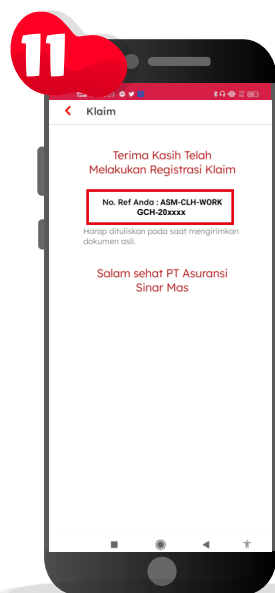 11
Klaim
Terima Kasih Telah
Melakukan Registrasi Klaim
No. Ref Anda : ASM-CLH-WORK
GCH-20xxxx
Harap dituliskan pada saat mengirimkan
dokumen asli.
Salam sehat PT Asuransi
Sinar Mas